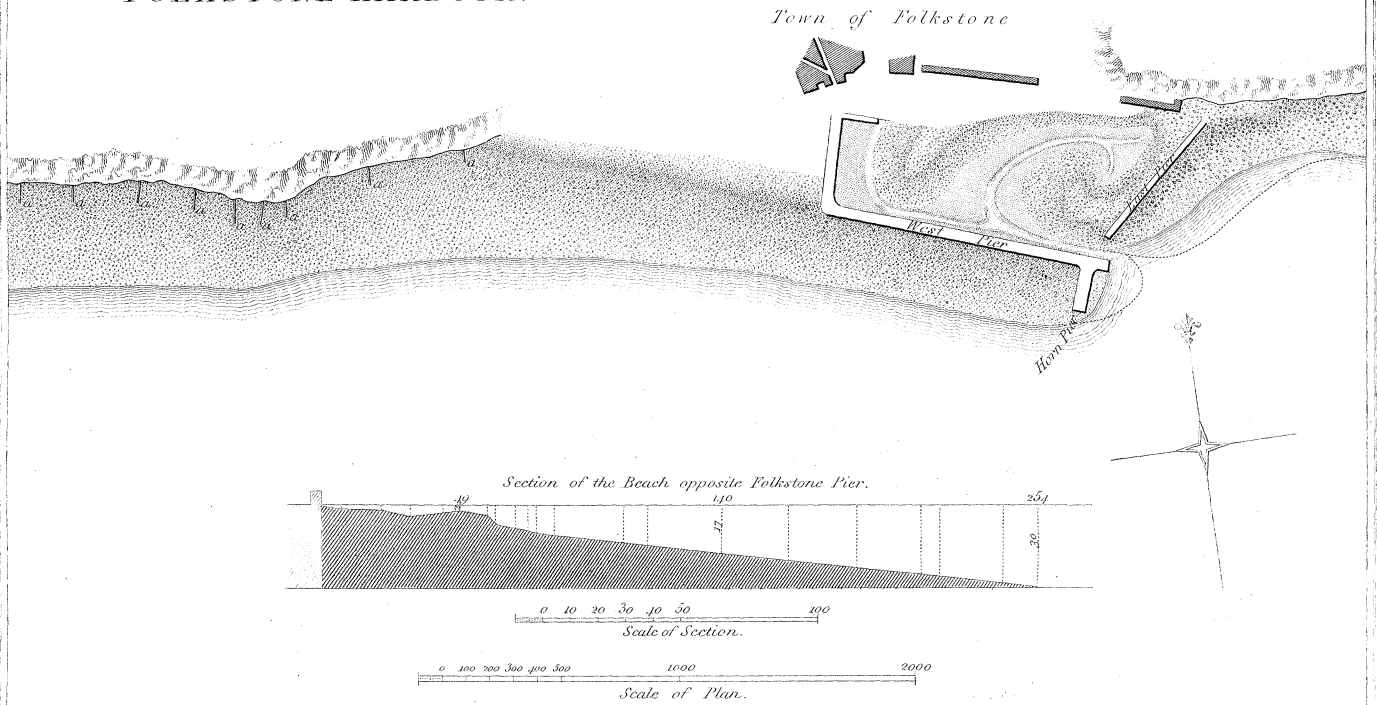 Town of Folkstone
a a a a a a a a a
West Pier
Horn Pier
Section of the Beach opposite Folkstone Pier.
49 140 254
17 30
0 10 20 30 40 50 100
Scale of Section.
0 100 200 300 400 500 1000 2000
Scale of Plan.